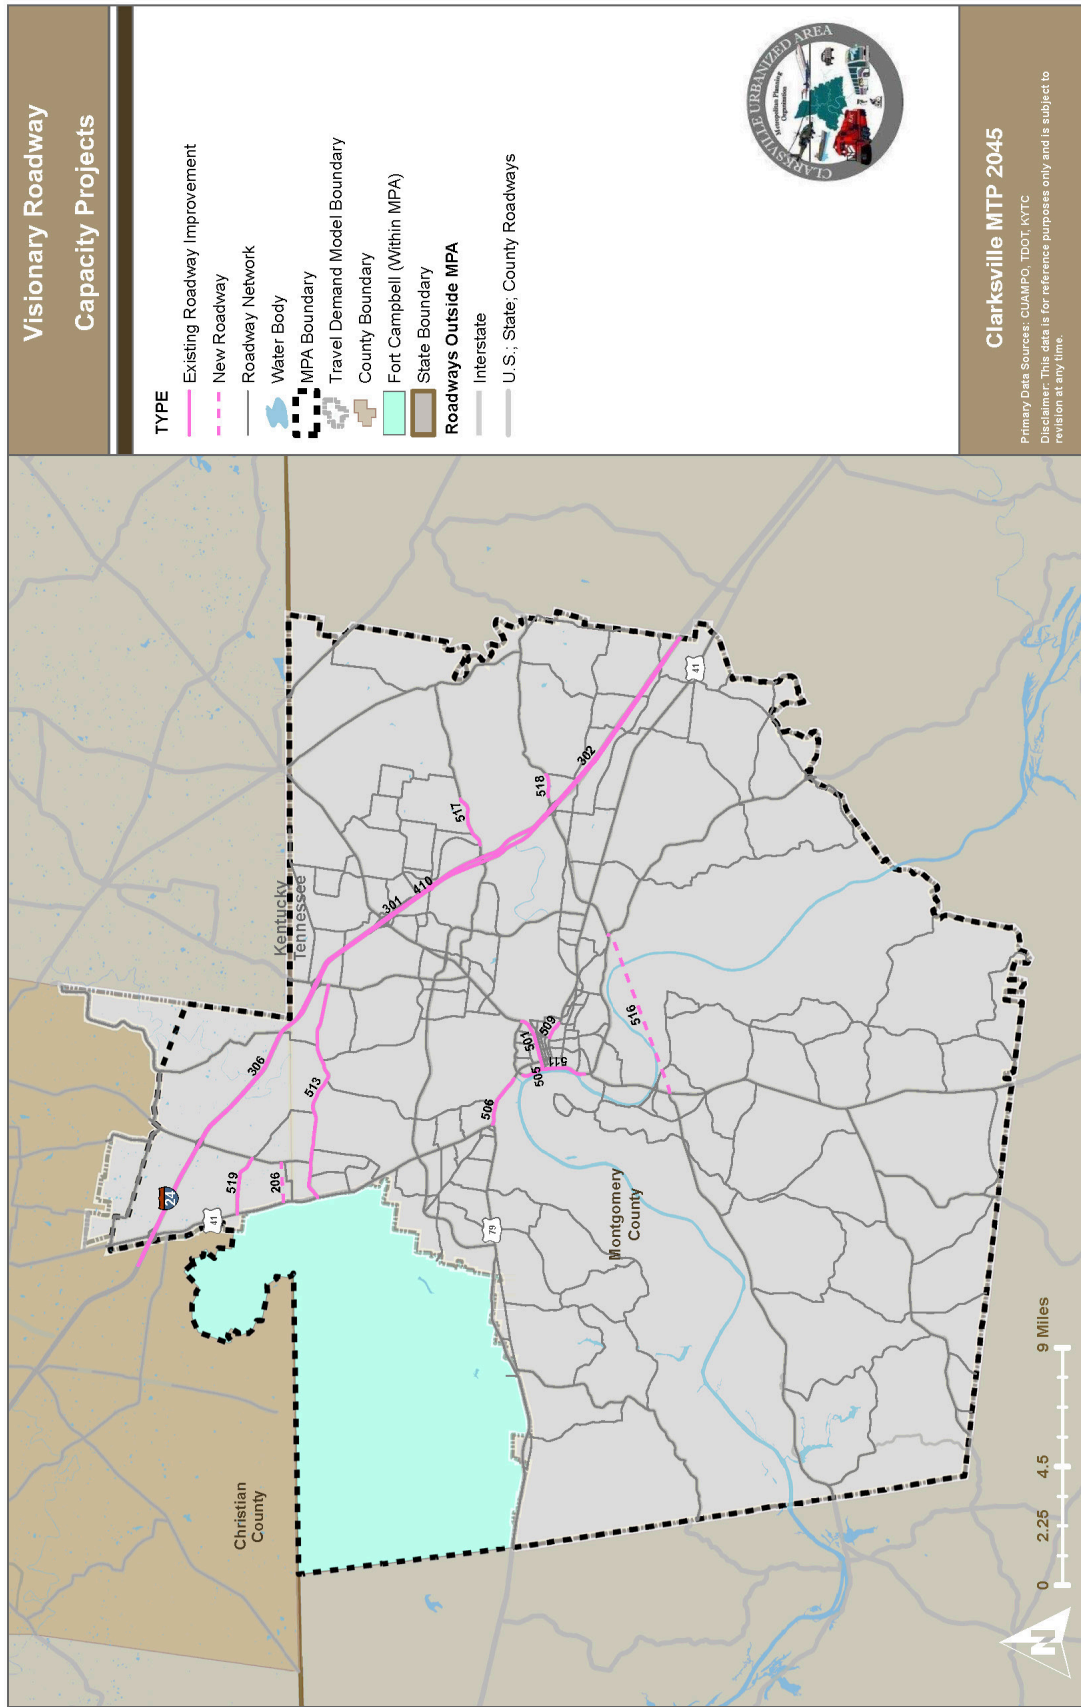 Visionary Roadway
Capacity Projects
TYPE
Existing Roadway Improvement
New Roadway
Roadway Network
Water Body
MPA Boundary
Travel Demand Model Boundary
County Boundary
Fort Campbell (Within MPA)
State Boundary
Roadways Outside MPA
Interstate
U.S.; State; County Roadways
CLARKSVILLE URBANIZED AREA
Metropolitan Planning
Organization
Clarksville MTP 2045
Primary Data Sources: CUAMPO, TDOT, KYTC
Disclaimer: This data is for reference purposes only and is subject to
revision at any time.
Christian
County
Kentucky
Tennessee
Montgomery
County
24
41
306
519
206
513
301
410
517
518
302
41
79
506
505
501
509
511
516
0
2.25
4.5
9 Miles
N